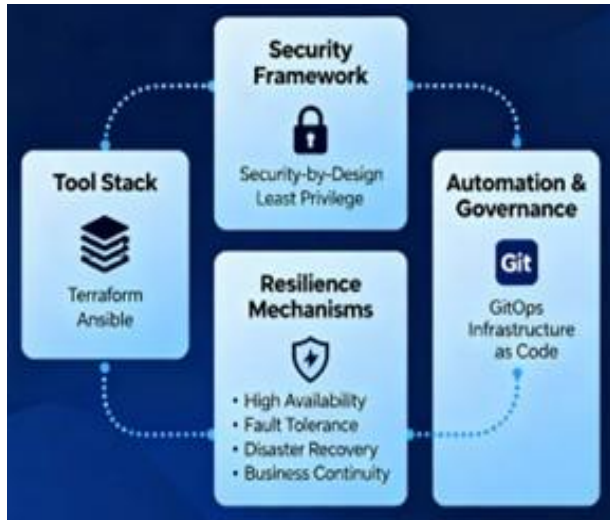 Security
Framework
Security-by-Design
Least Privilege
Tool Stack
Terraform
Ansible
Automation &
Governance
Git
GitOps
Infrastructure
as Code
Resilience
Mechanisms
• High Availability
• Fault Tolerance
• Disaster Recovery
• Business Continuity